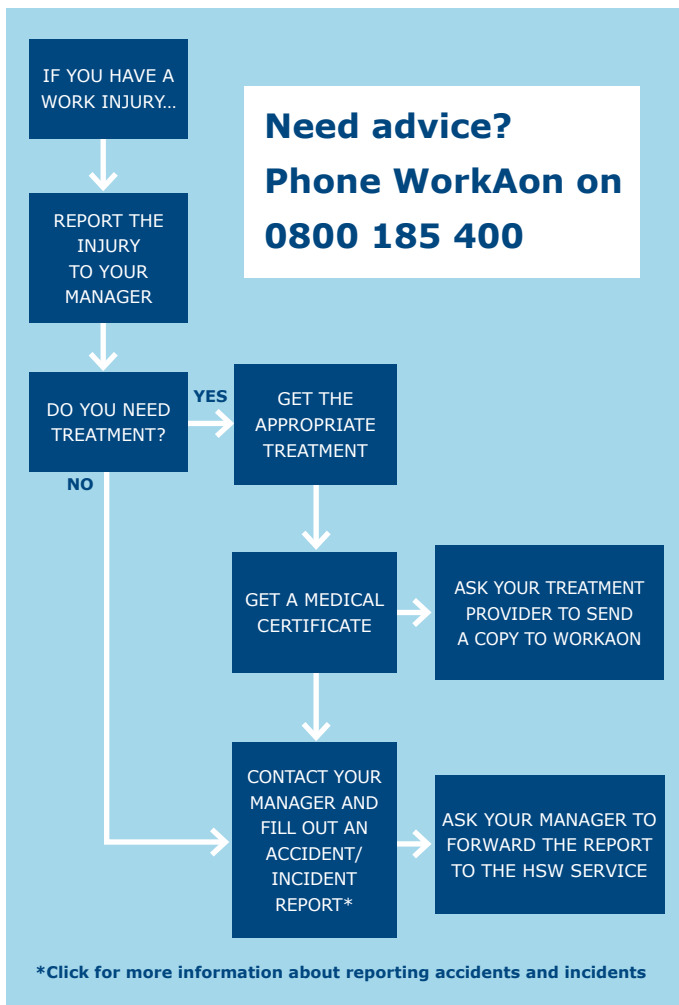 IF YOU HAVE A
WORK INJURY...
Need advice?
Phone WorkAon on
0800 185 400
REPORT THE
INJURY
TO YOUR
MANAGER
DO YOU NEED
TREATMENT?
YES
NO
GET THE
APPROPRIATE
TREATMENT
GET A MEDICAL
CERTIFICATE
ASK YOUR TREATMENT
PROVIDER TO SEND
A COPY TO WORKAON
CONTACT YOUR
MANAGER AND
FILL OUT AN
ACCIDENT/
INCIDENT
REPORT*
ASK YOUR MANAGER TO
FORWARD THE REPORT
TO THE HSW SERVICE
*Click for more information about reporting accidents and incidents